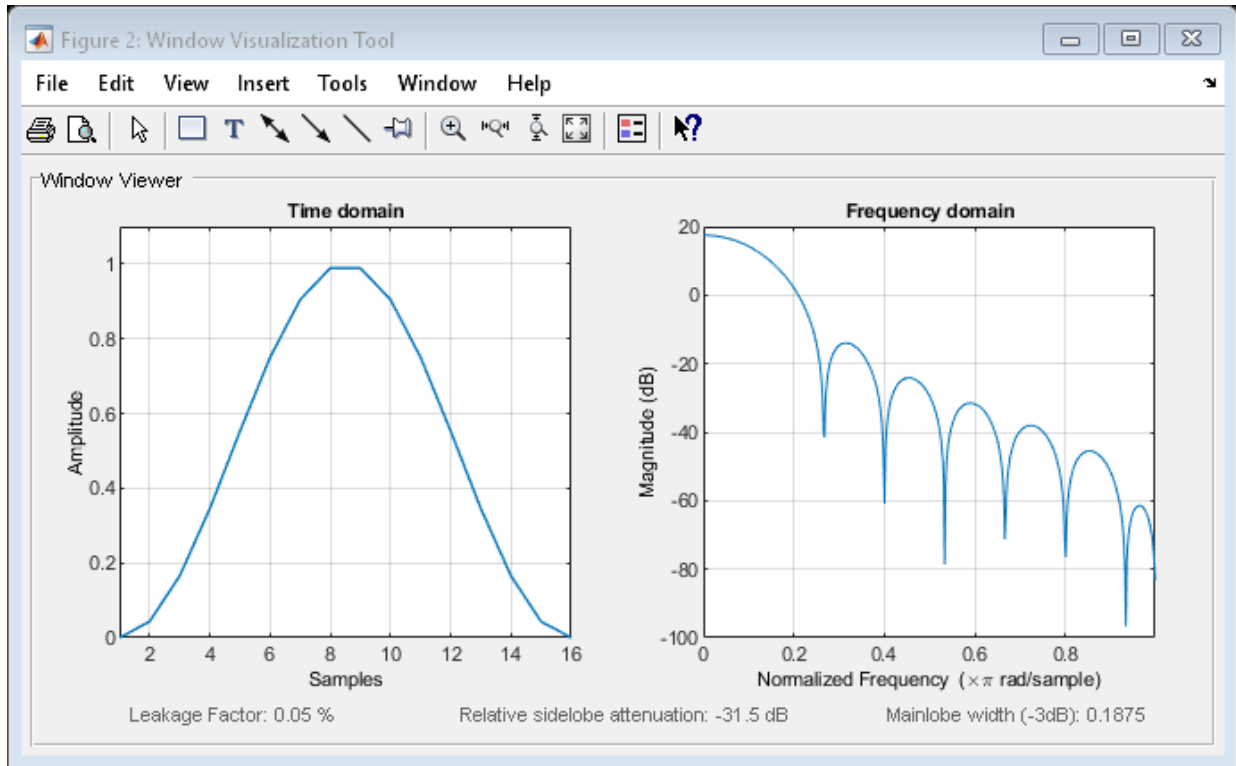 Figure 2: Window Visualization Tool
File Edit View Insert Tools Window Help
T
?
Window Viewer
Time domain
1
0.8
0.6
0.4
0.2
0
2 4 6 8 10 12 14 16
Amplitude
Samples
Frequency domain
20
0
-20
-40
-60
-80
-100
0 0.2 0.4 0.6 0.8
Magnitude (dB)
Normalized Frequency (×π rad/sample)
Leakage Factor: 0.05 % Relative sidelobe attenuation: -31.5 dB Mainlobe width (-3dB): 0.1875